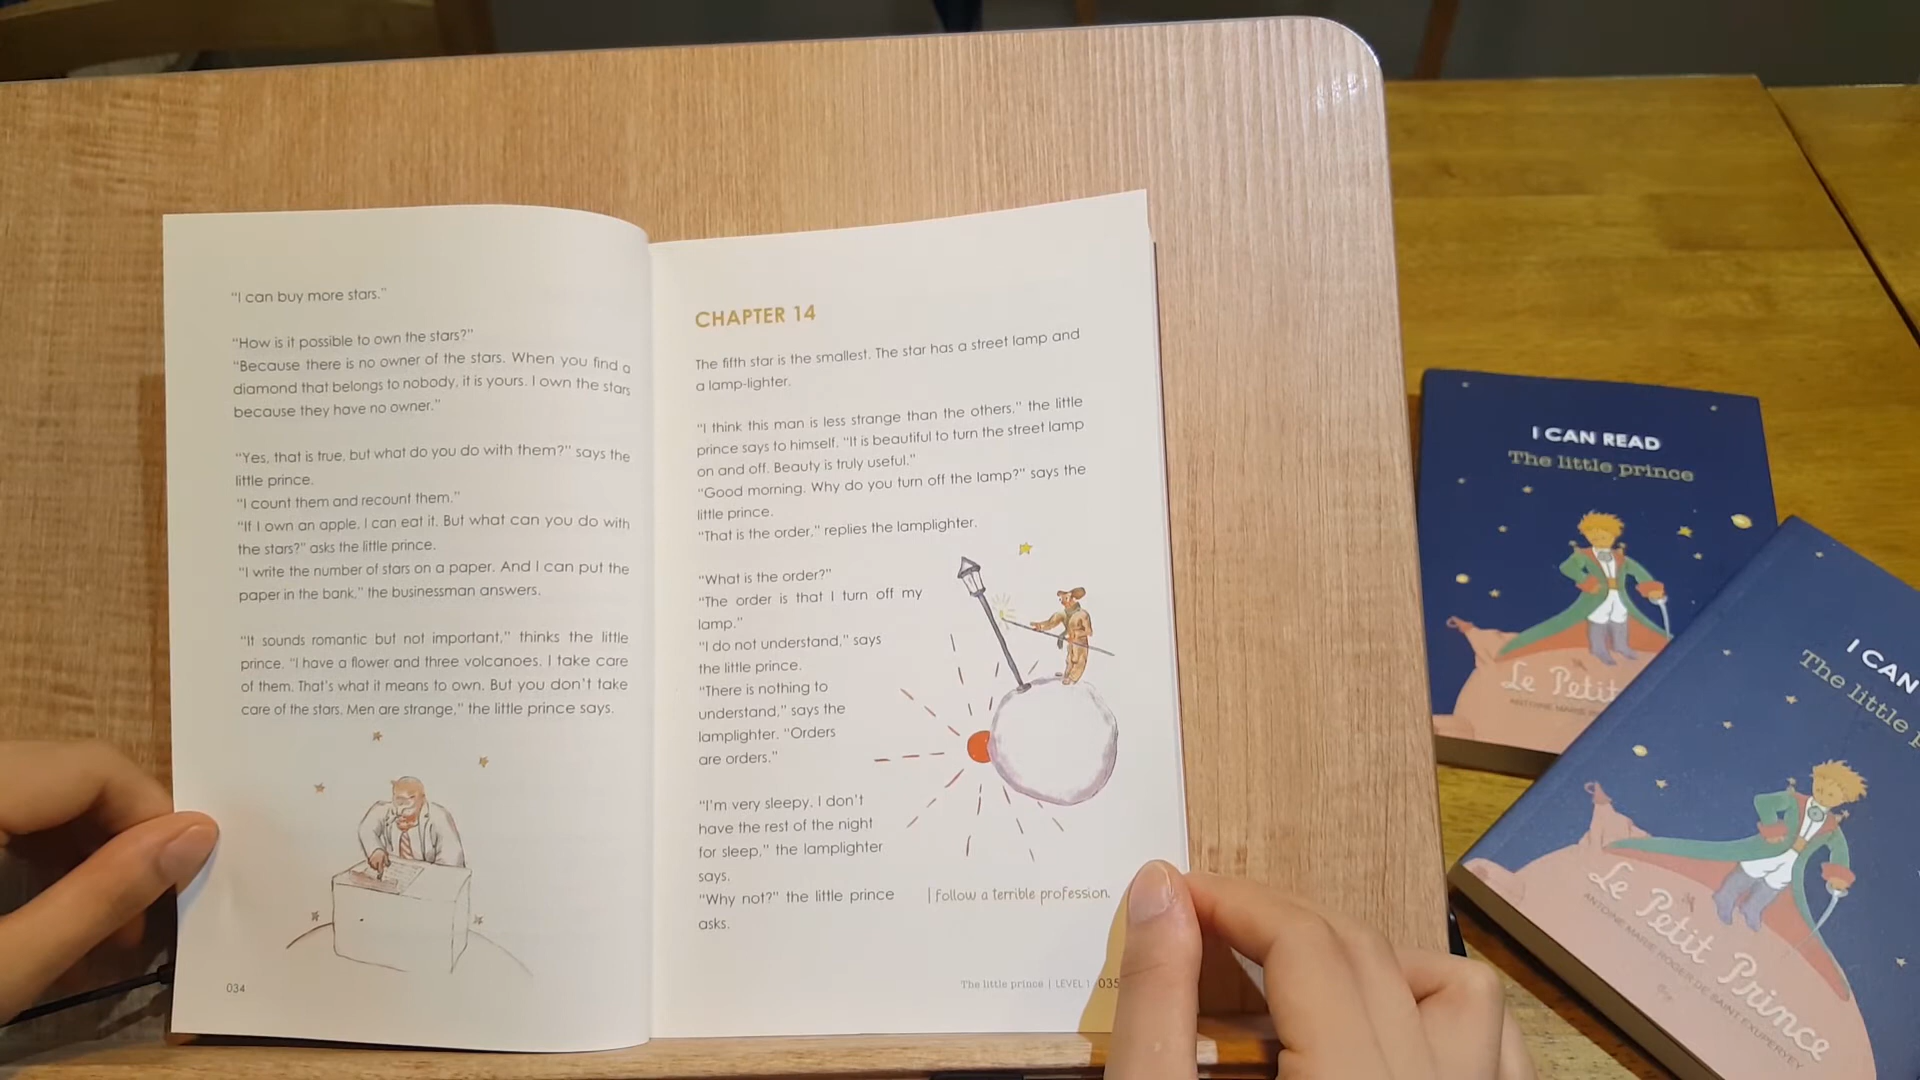 “I can buy more stars.”
“How is it possible to own the stars?”
“Because there is no owner of the stars. When you find a
diamond that belongs to nobody, it is yours. I own the stars
because they have no owner.”
“Yes, that is true, but what do you do with them?” says the
little prince.
“I count them and recount them.”
“If I own an apple, I can eat it. But what can you do with
the stars?” asks the little prince.
“I write the number of stars on a paper. And I can put the
paper in the bank,” the businessman answers.
“It sounds romantic but not important,” thinks the little
prince. “I have a flower and three volcanoes. I take care
of them. That’s what it means to own. But you don’t take
care of the stars. Men are strange,” the little prince says.
034
CHAPTER 14
The fifth star is the smallest. The star has a street lamp and
a lamp-lighter.
“I think this man is less strange than the others,” the little
prince says to himself. “It is beautiful to turn the street lamp
on and off. Beauty is truly useful.”
“Good morning. Why do you turn off the lamp?” says the
little prince.
“That is the order,” replies the lamplighter.
“What is the order?”
“The order is that I turn off my
lamp.”
“I do not understand,” says
the little prince.
“There is nothing to
understand,” says the
lamplighter. “Orders
are orders.”
“I’m very sleepy. I don’t
have the rest of the night
for sleep,” the lamplighter
says.
“Why not?” the little prince
asks.
I follow a terrible profession.
The little prince | LEVEL 1 035
I CAN READ
The little prince
Le Petit
ANTOINE MARIE
I CAN
The little
Le Petit Prince
ANTOINE MARIE ROGER DE SAINT EXUPERVEY